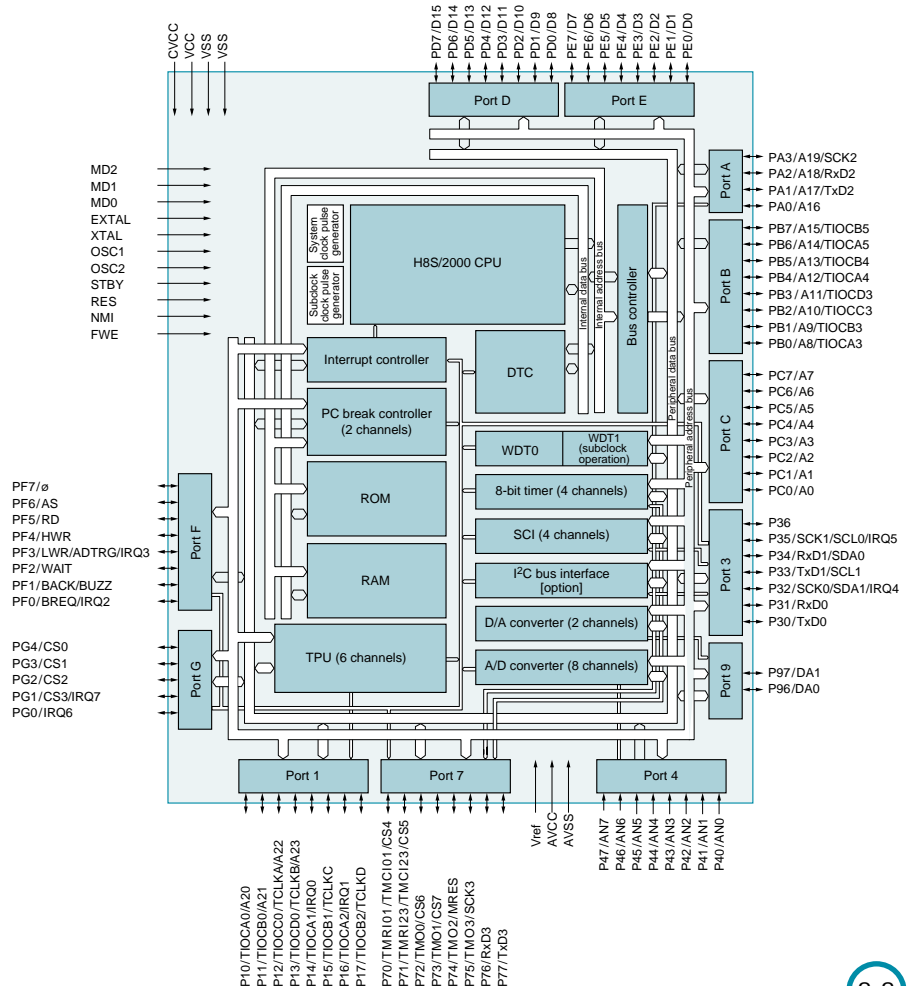 CVCC
VCC
VSS
VSS
PD7/D15
PD6/D14
PD5/D13
PD4/D12
PD3/D11
PD2/D10
PD1/D9
PD0/D8
PE7/D7
PE6/D6
PE5/D5
PE4/D4
PE3/D3
PE2/D2
PE1/D1
PE0/D0
Port D
Port E
MD2
MD1
MD0
EXTAL
XTAL
OSC1
OSC2
STBY
RES
NMI
FWE
System
clock pulse
generator
Subclock
clock pulse
generator
H8S/2000 CPU
Internal data bus
Internal address bus
Bus controller
Peripheral data bus
Peripheral address bus
Interrupt controller
DTC
PC break controller
(2 channels)
WDT0
WDT1
(subclock
operation)
ROM
8-bit timer (4 channels)
SCI (4 channels)
RAM
I²C bus interface
[option]
D/A converter (2 channels)
TPU (6 channels)
A/D converter (8 channels)
Port A
PA3/A19/SCK2
PA2/A18/RxD2
PA1/A17/TxD2
PA0/A16
Port B
PB7/A15/TIOCB5
PB6/A14/TIOCA5
PB5/A13/TIOCB4
PB4/A12/TIOCA4
PB3/A11/TIOCD3
PB2/A10/TIOCC3
PB1/A9/TIOCB3
PB0/A8/TIOCA3
Port C
PC7/A7
PC6/A6
PC5/A5
PC4/A4
PC3/A3
PC2/A2
PC1/A1
PC0/A0
Port 3
P36
P35/SCK1/SCL0/IRQ5
P34/RxD1/SDA0
P33/TxD1/SCL1
P32/SCK0/SDA1/IRQ4
P31/RxD0
P30/TxD0
Port 9
P97/DA1
P96/DA0
PF7/ø
PF6/AS
PF5/RD
PF4/HWR
PF3/LWR/ADTRG/IRQ3
PF2/WAIT
PF1/BACK/BUZZ
PF0/BREQ/IRQ2
Port F
PG4/CS0
PG3/CS1
PG2/CS2
PG1/CS3/IRQ7
PG0/IRQ6
Port G
Port 1
Port 7
Port 4
P10/TIOCA0/A20
P11/TIOCB0/A21
P12/TIOCC0/TCLKA/A22
P13/TIOCD0/TCLKB/A23
P14/TIOCA1/IRQ0
P15/TIOCB1/TCLKC
P16/TIOCA2/IRQ1
P17/TIOCB2/TCLKD
P70/TMRI01/TMCI01/CS4
P71/TMRI23/TMCI23/CS5
P72/TMO0/CS6
P73/TMO1/CS7
P74/TMO2/MRES
P75/TMO3/SCK3
P76/RxD3
P77/TxD3
Vref
AVCC
AVSS
P47/AN7
P46/AN6
P45/AN5
P44/AN4
P43/AN3
P42/AN2
P41/AN1
P40/AN0